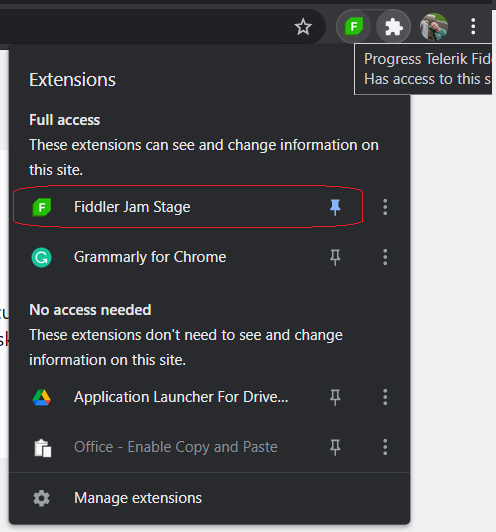 Progress Telerik Fid
Has access to this s
Extensions
Full access
These extensions can see and change information on
this site.
Fiddler Jam Stage
Grammarly for Chrome
No access needed
These extensions don't need to see and change
information on this site.
Application Launcher For Drive...
Office - Enable Copy and Paste
Manage extensions